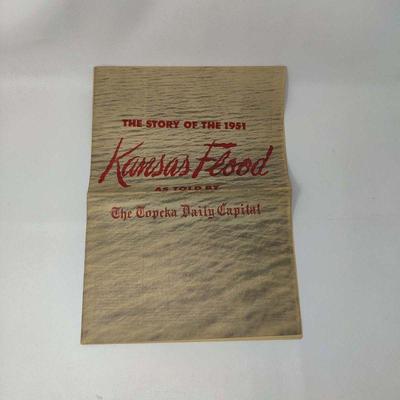 THE STORY OF THE 1951
Kansas Flood
AS TOLD BY
The Topeka Daily Capital